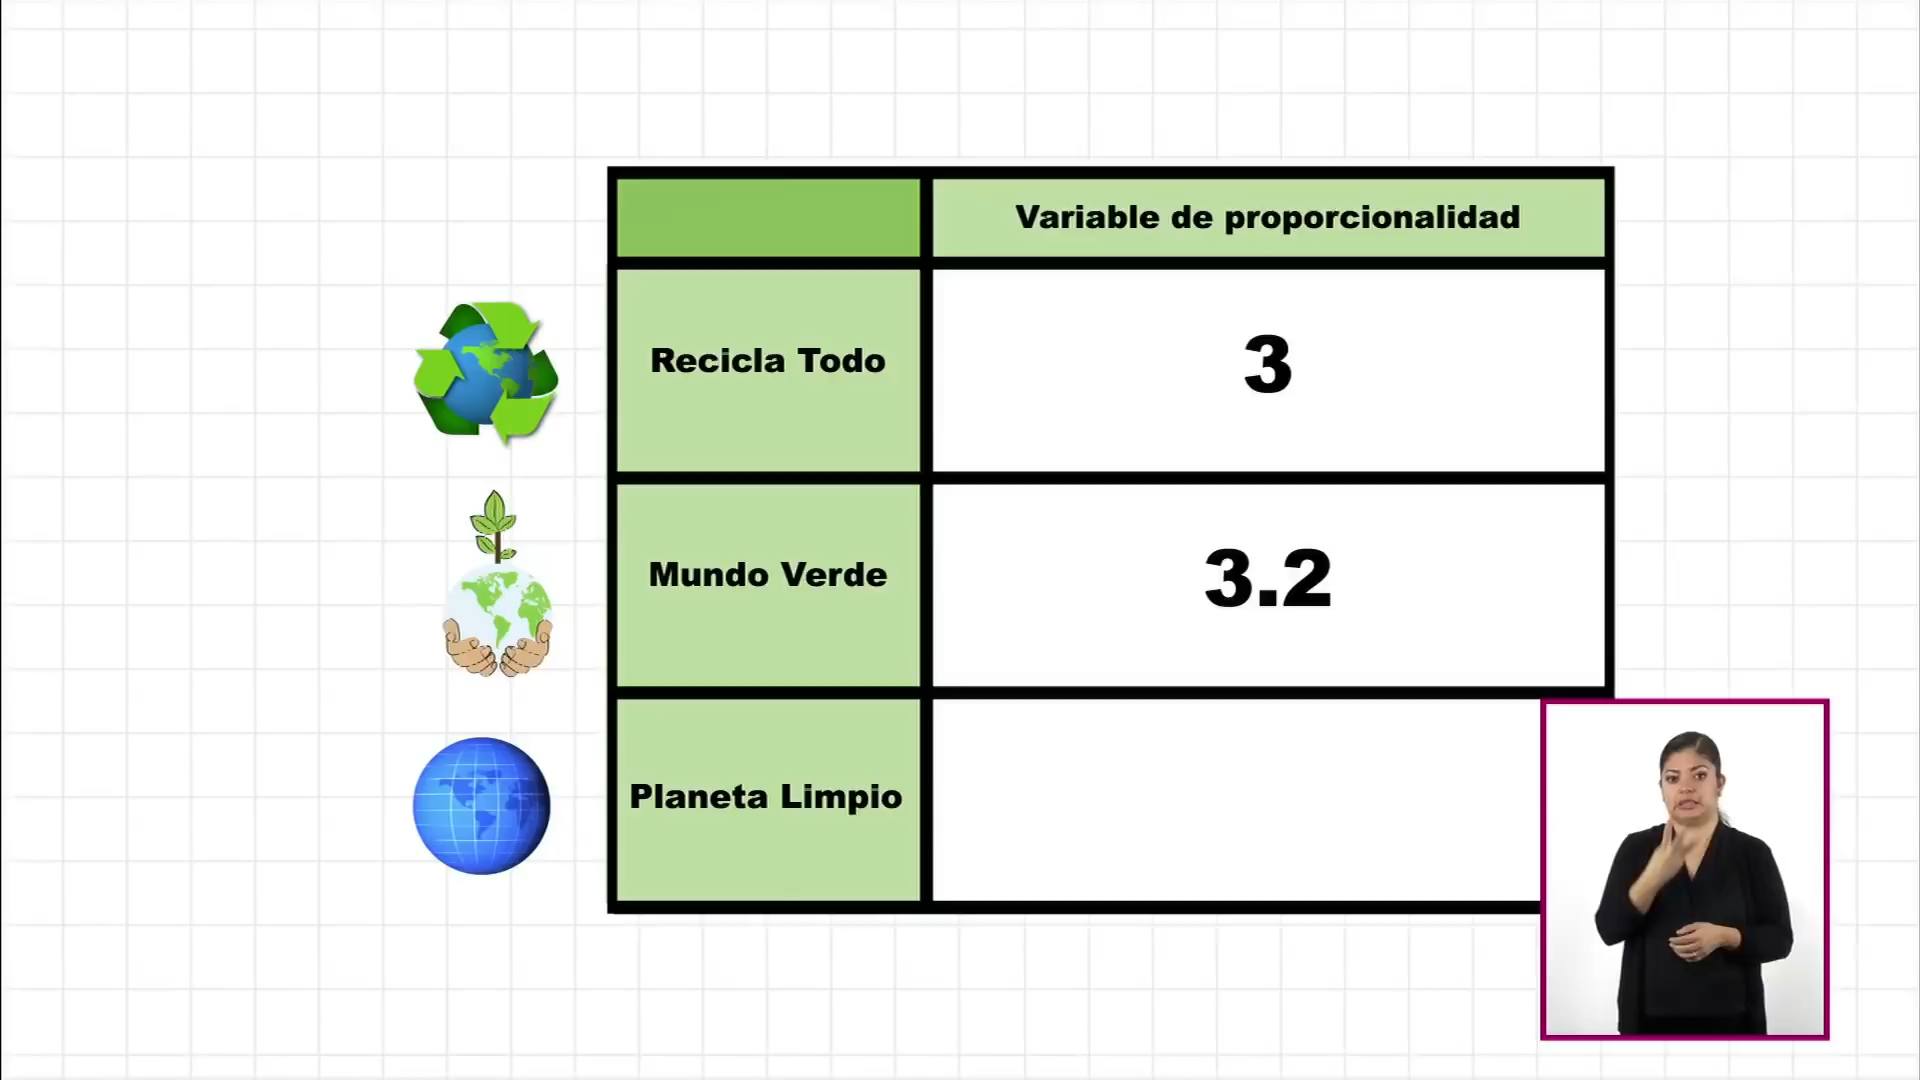 Variable de proporcionalidad
Recicla Todo
3
Mundo Verde
3.2
Planeta Limpio